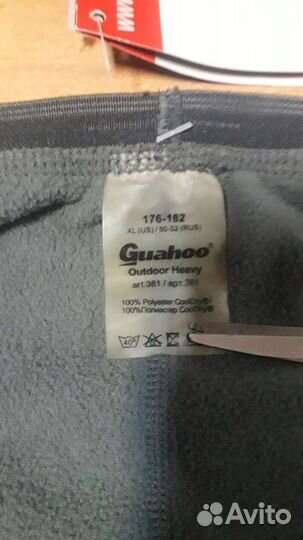 176-182
XL (US) / 50-52 (RUS)
Guahoo®
Outdoor Heavy
art.381 / арт.381
100% Polyester CoolDry®
100% Полиэстер CoolDry®
40°
Avito